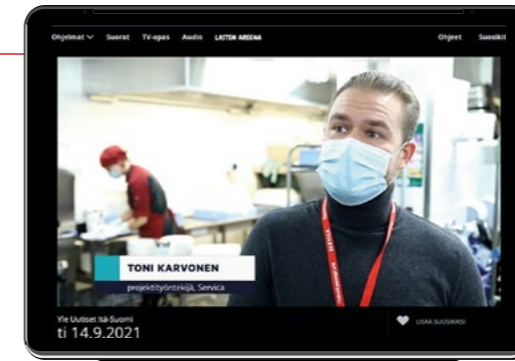 Ohjelmat Suorat TV-opas Audio LASTEN AREENA Ohjeet Suosikit
TONI KARVONEN
projektityöntekijä, Servica
Yle Uutiset Itä-Suomi
ti 14.9.2021
LISÄÄ SUOSIKIKSI